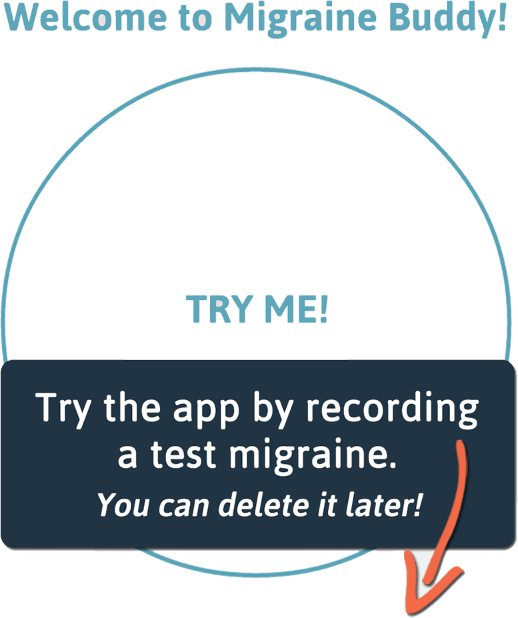 Welcome to Migraine Buddy!
TRY ME!
Try the app by recording
a test migraine.
You can delete it later!